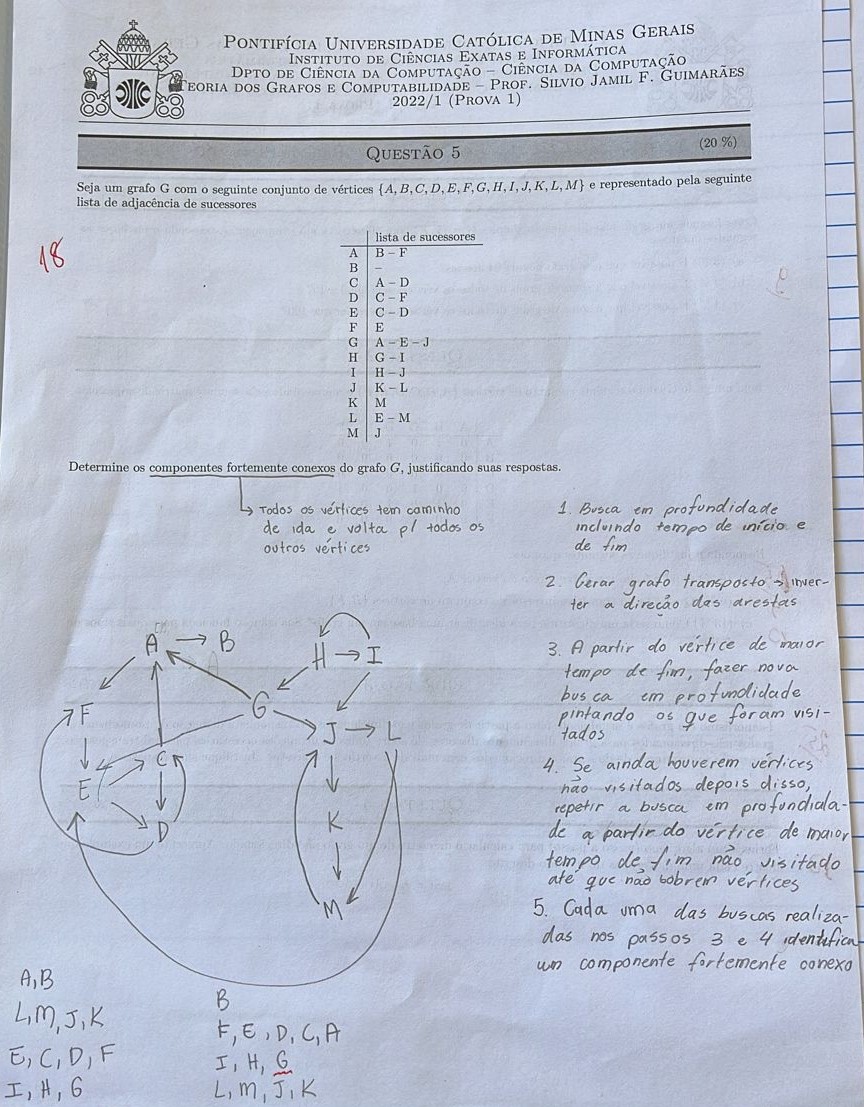 PONTIFÍCIA UNIVERSIDADE CATÓLICA DE MINAS GERAIS
INSTITUTO DE CIÊNCIAS EXATAS E INFORMÁTICA
DPTO DE CIÊNCIA DA COMPUTAÇÃO – CIÊNCIA DA COMPUTAÇÃO
TEORIA DOS GRAFOS E COMPUTABILIDADE – PROF. SILVIO JAMIL F. GUIMARÃES
2022/1 (PROVA 1)
QUESTÃO 5
(20 %)
Seja um grafo G com o seguinte conjunto de vértices {A, B, C, D, E, F, G, H, I, J, K, L, M} e representado pela seguinte
lista de adjacência de sucessores
18
lista de sucessores
A B – F
B –
C A – D
D C – F
E C – D
F E
G A – E – J
H G – I
I H – J
J K – L
K M
L E – M
M J
Determine os componentes fortemente conexos do grafo G, justificando suas respostas.
Todos os vértices tem caminho
de ida e volta p/ todos os
outros vértices
1. Busca em profundidade
incluindo tempo de início e
de fim
2. Gerar grafo transposto → inver-
ter a direção das arestas
3. A partir do vértice de maior
tempo de fim, fazer nova
busca em profundidade
pintando os que foram visi-
tados
4. Se ainda houverem vértices
não visitados depois disso,
repetir a busca em profundida-
de a partir do vértice de maior
tempo de fim não visitado
até que não sobrem vértices
5. Cada uma das buscas realiza-
das nos passos 3 e 4 identifica
um componente fortemente conexo
A → B
H → I
F
G
J → L
E
C
D
K
M
A, B
L, M, J, K
E, C, D, F
I, H, G
B
F, E, D, C, A
I, H, G
L, M, J, K